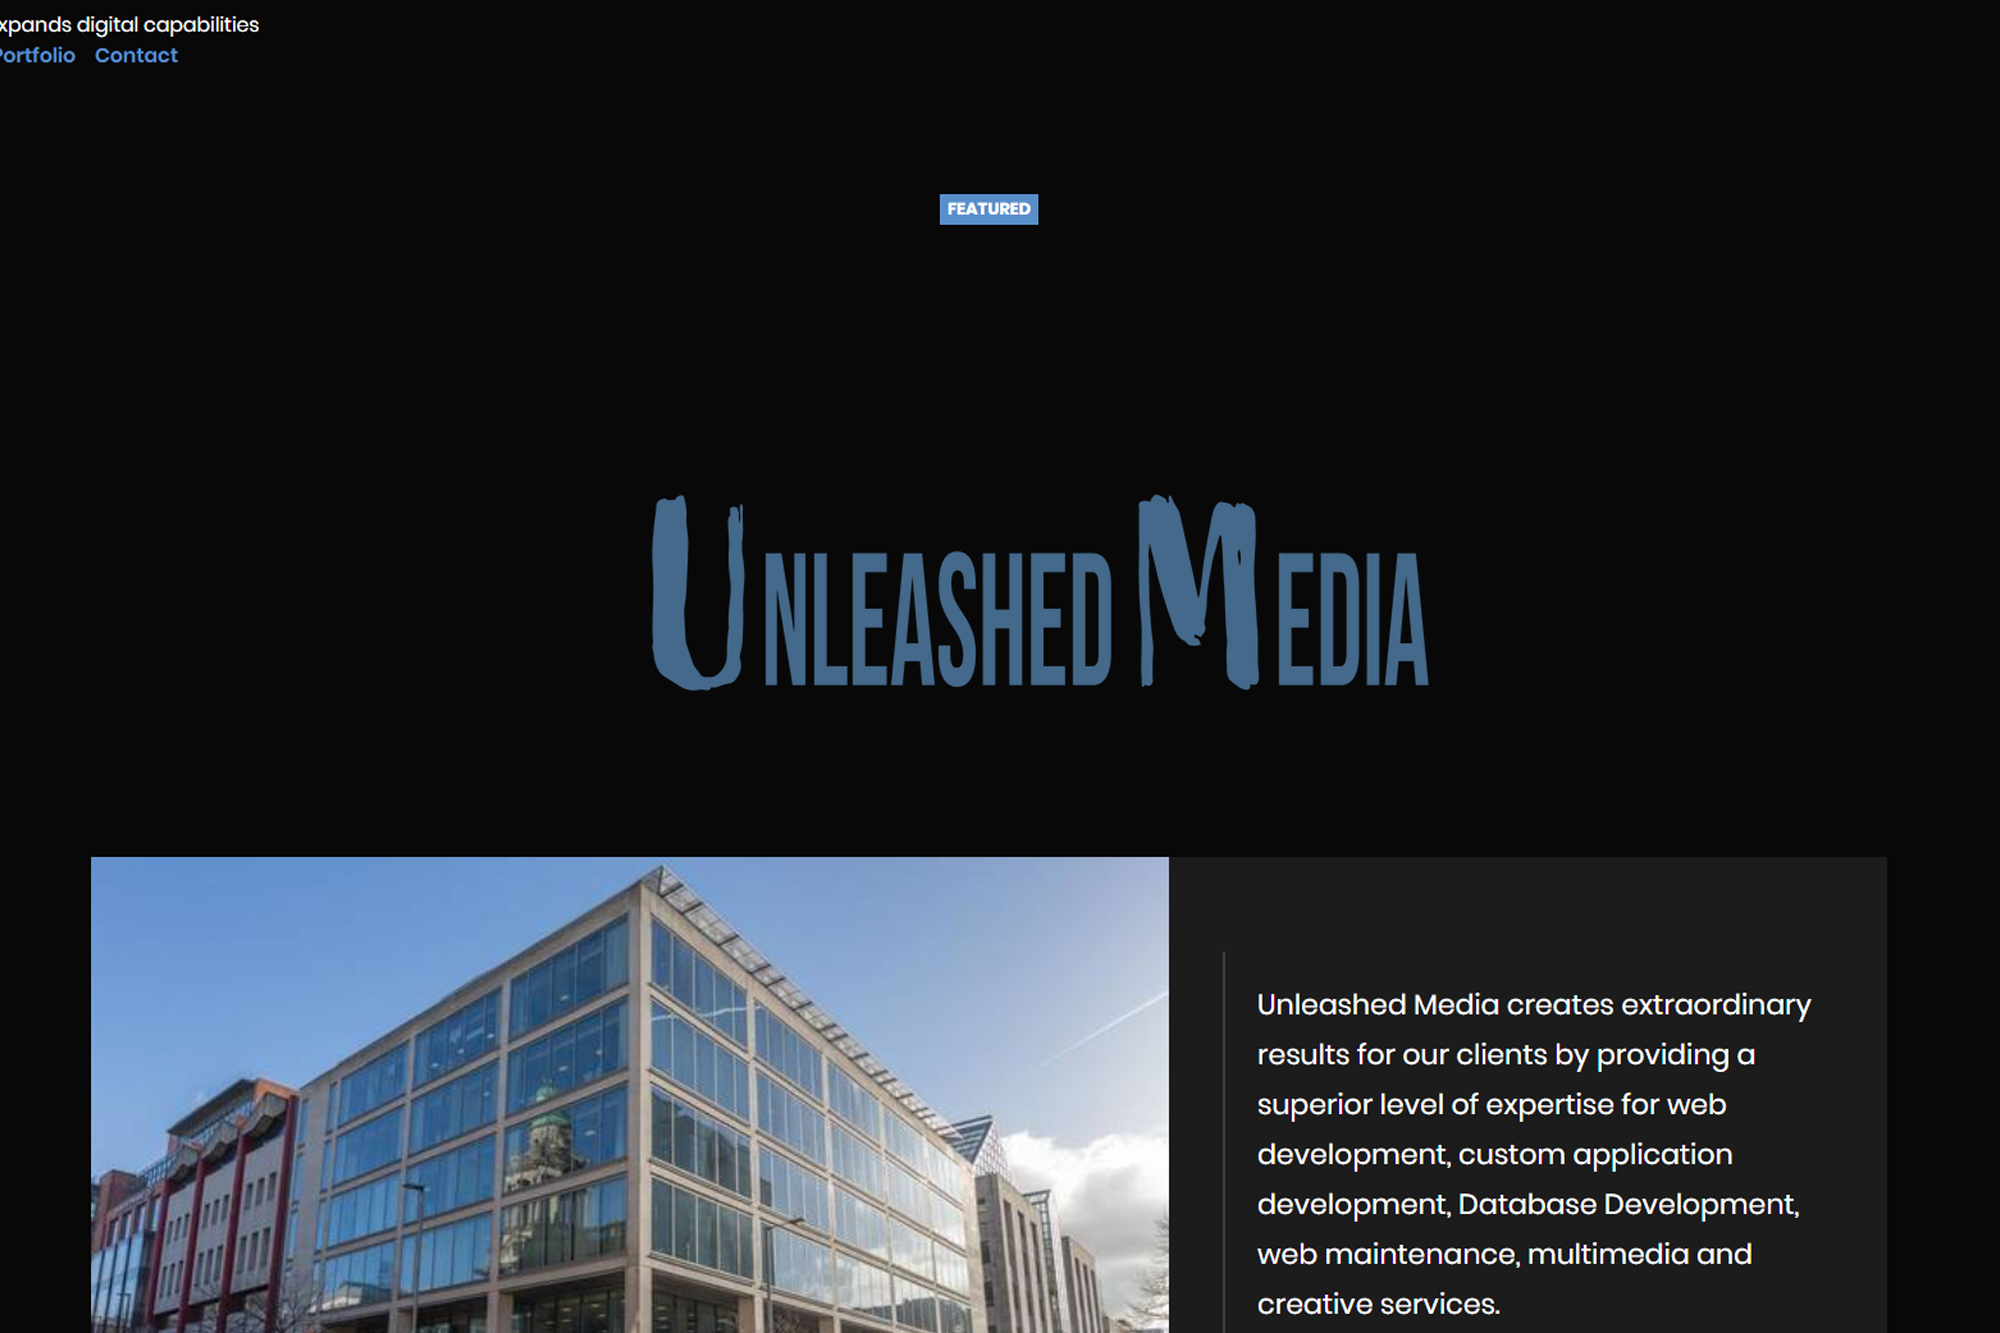 xpands digital capabilities
Portfolio Contact
FEATURED
UNLEASHED MEDIA
Unleashed Media creates extraordinary
results for our clients by providing a
superior level of expertise for web
development, custom application
development, Database Development,
web maintenance, multimedia and
creative services.